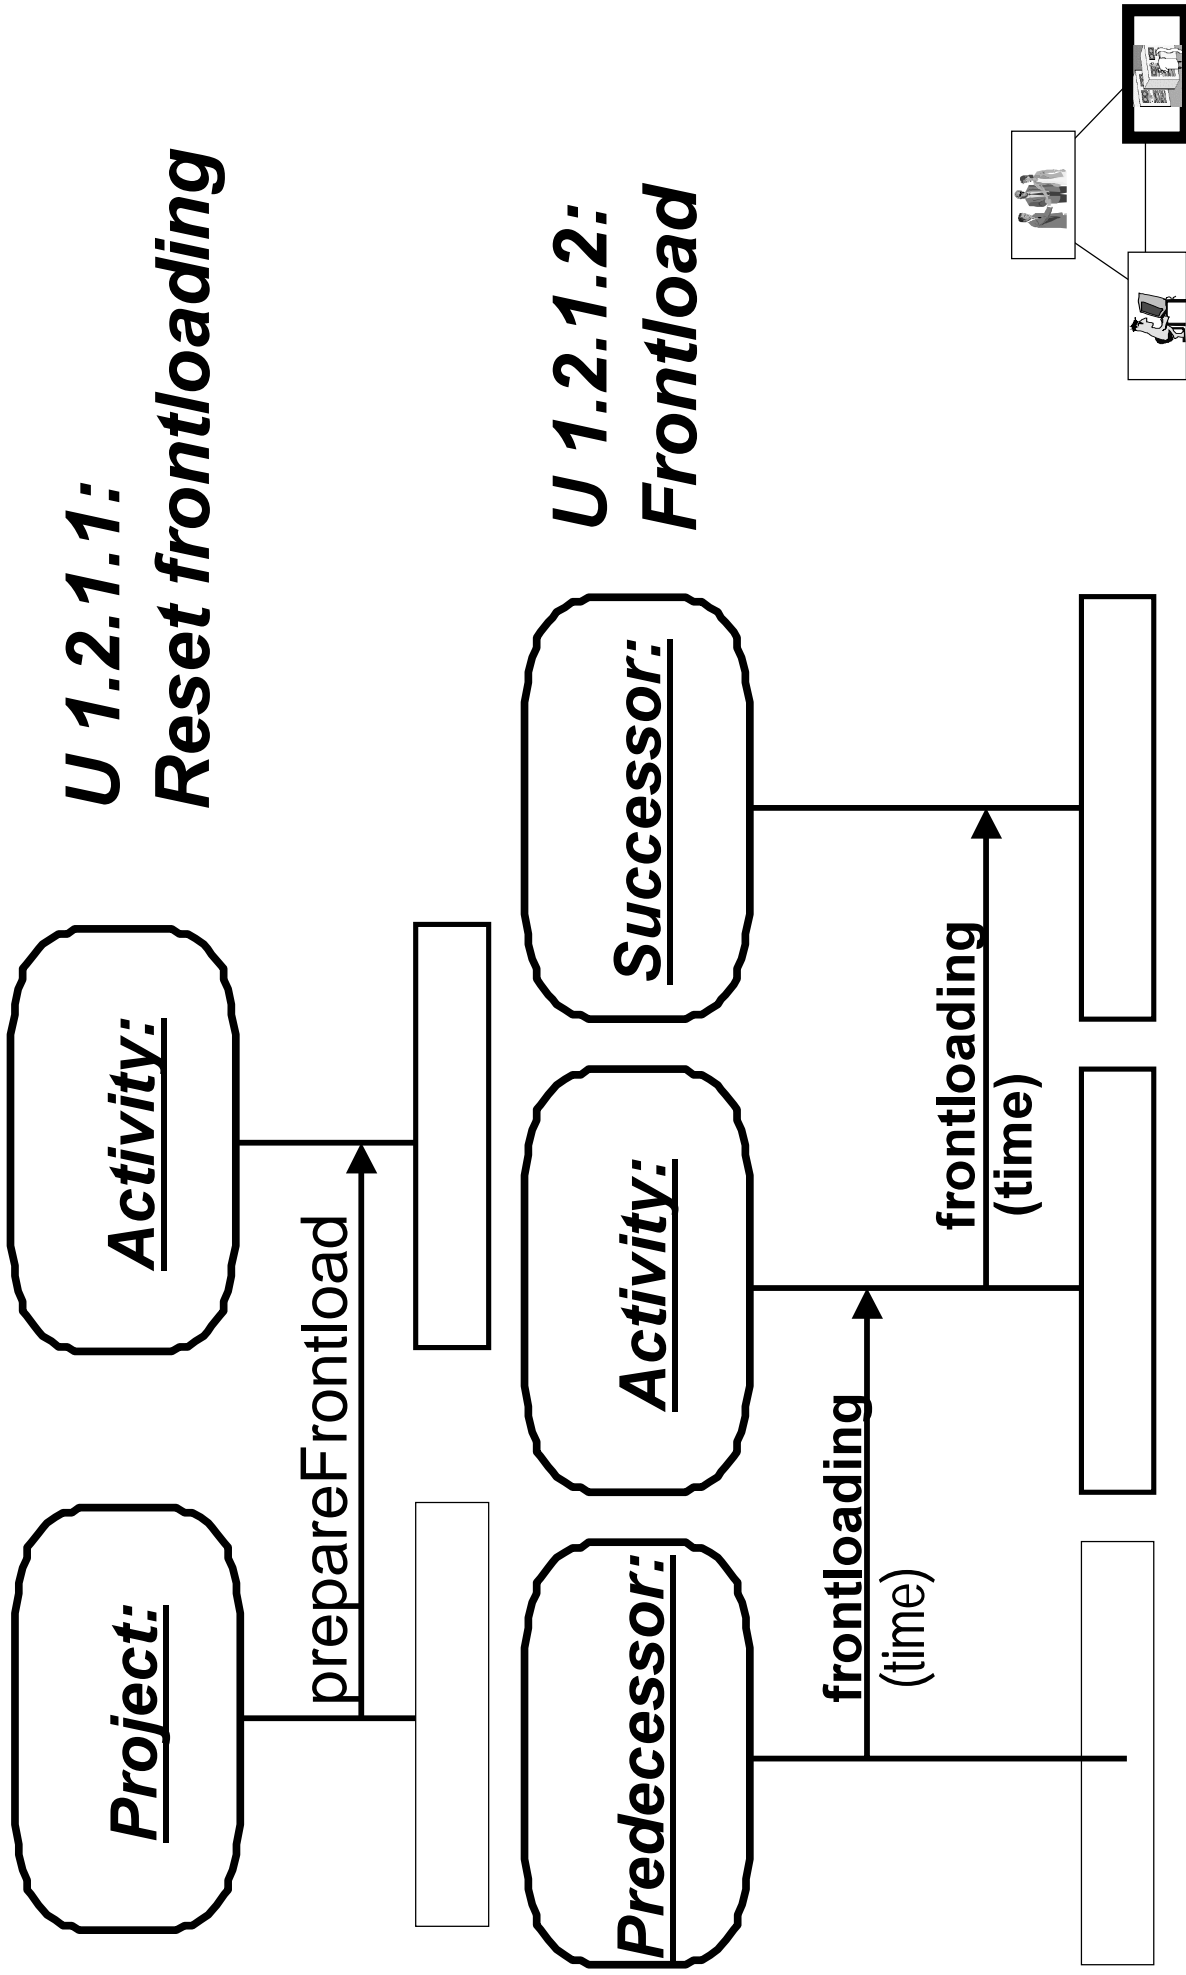 Project:
Activity:
U 1.2.1.1:
Reset frontloading
prepareFrontload
Predecessor:
Activity:
Successor:
U 1.2.1.2:
Frontload
frontloading
(time)
frontloading
(time)